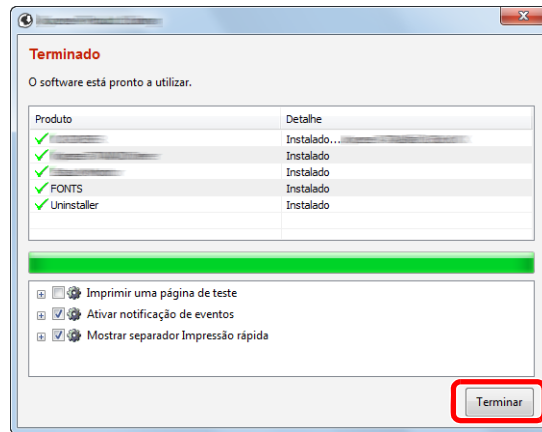 Terminado
O software está pronto a utilizar.
Produto Detalhe
Instalado...
Instalado
Instalado
FONTS Instalado
Uninstaller Instalado
Imprimir uma página de teste
Ativar notificação de eventos
Mostrar separador Impressão rápida
Terminar